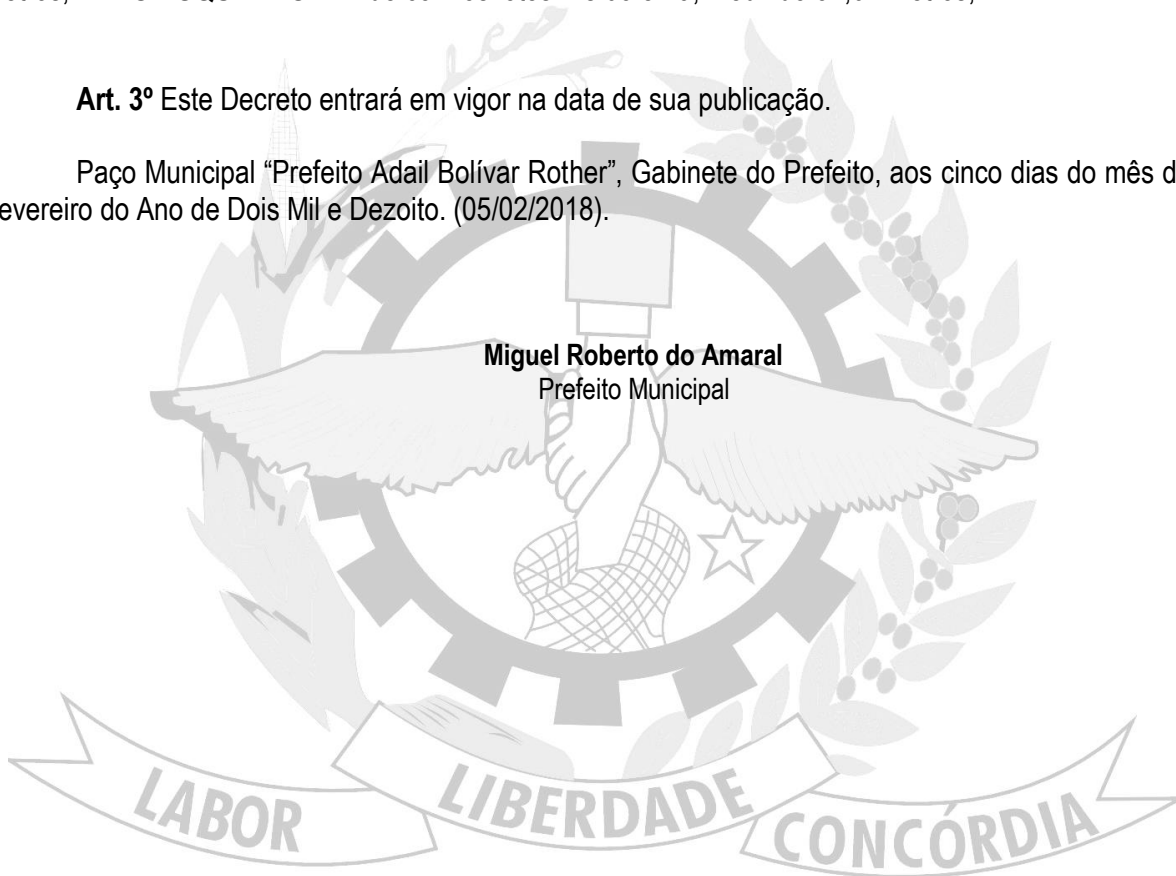 Art. 3º Este Decreto entrará em vigor na data de sua publicação.
Paço Municipal “Prefeito Adail Bolívar Rother”, Gabinete do Prefeito, aos cinco dias do mês d
evereiro do Ano de Dois Mil e Dezoito. (05/02/2018).
Miguel Roberto do Amaral
Prefeito Municipal
LABOR LIBERDADE CONCÓRDIA